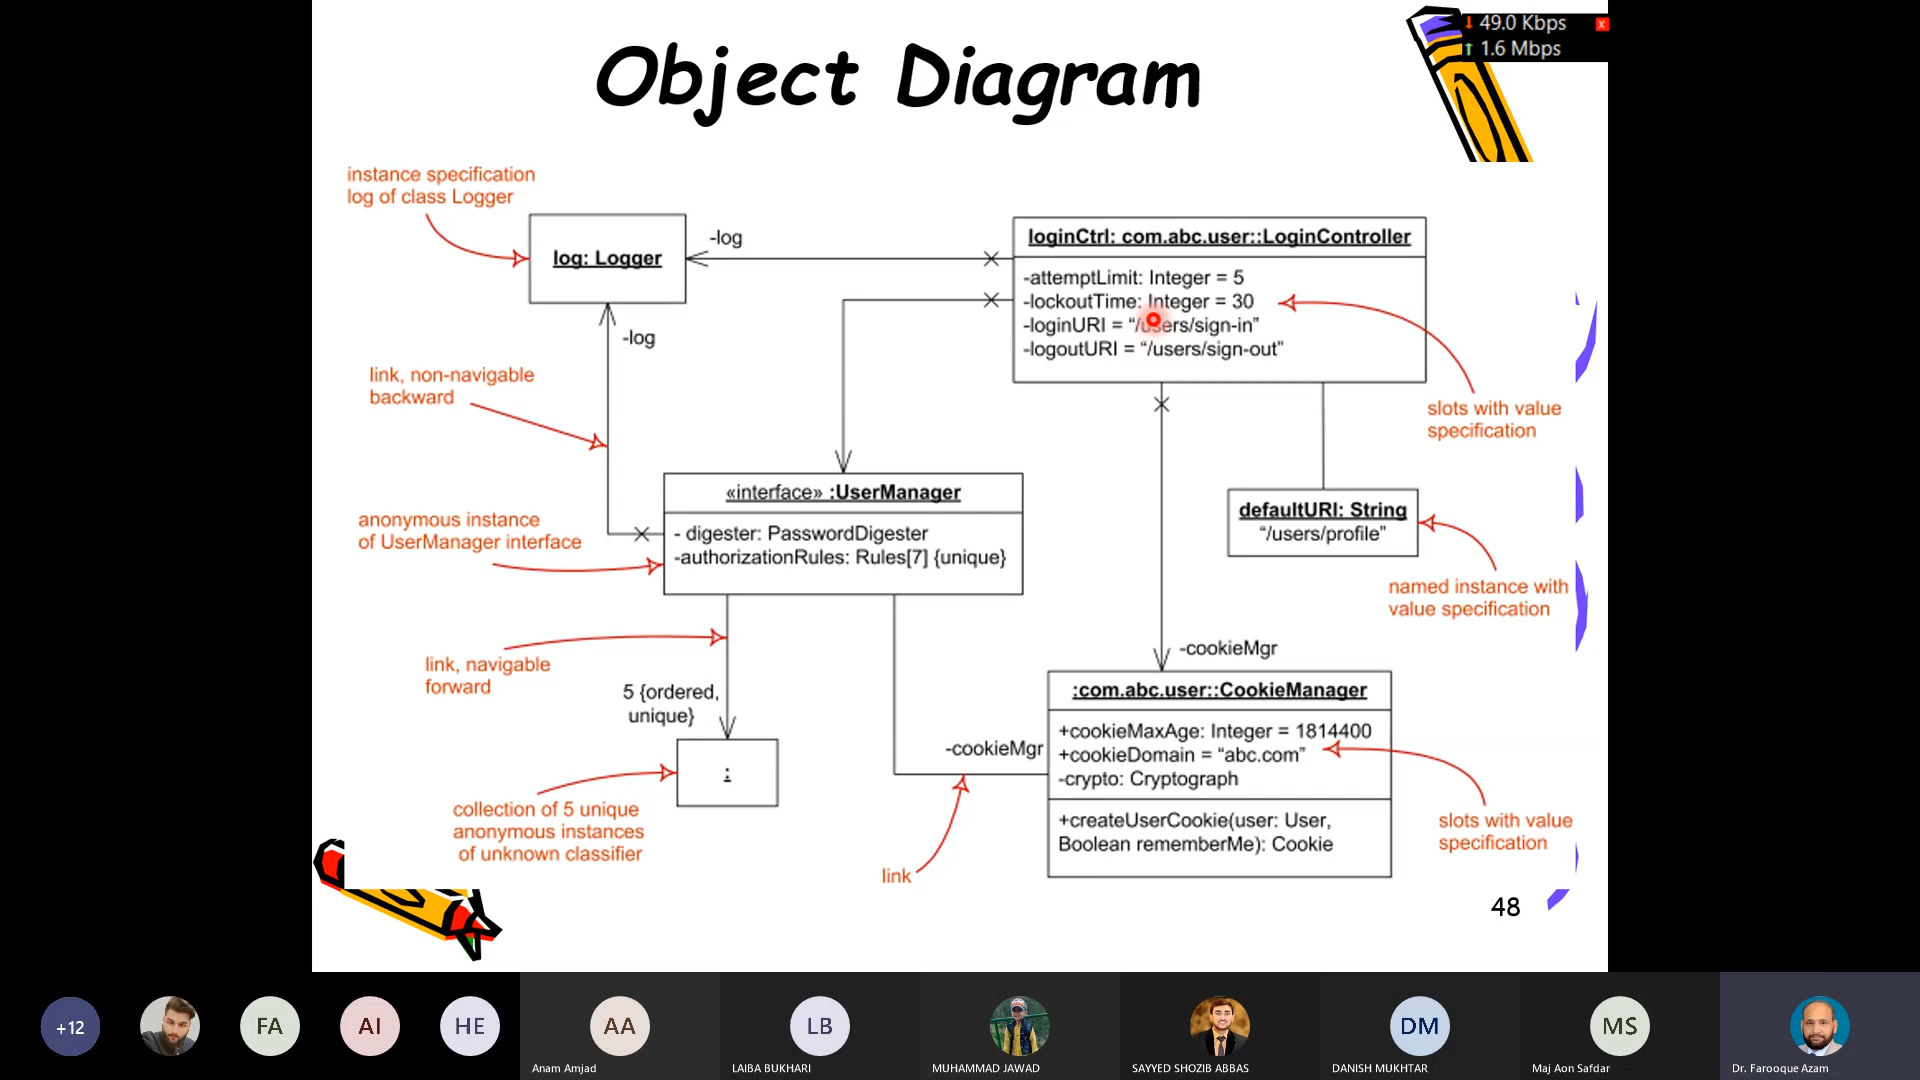 Object Diagram
↓ 49.0 Kbps
x
↑ 1.6 Mbps
instance specification
log of class Logger
log: Logger
-log
loginCtrl: com.abc.user::LoginController
-attemptLimit: Integer = 5
-lockoutTime: Integer = 30
-loginURI = “/users/sign-in”
-logoutURI = “/users/sign-out”
-log
link, non-navigable
backward
slots with value
specification
«interface» :UserManager
- digester: PasswordDigester
-authorizationRules: Rules[7] {unique}
defaultURI: String
“/users/profile”
anonymous instance
of UserManager interface
named instance with
value specification
link, navigable
forward
5 {ordered,
unique}
-cookieMgr
:com.abc.user::CookieManager
+cookieMaxAge: Integer = 1814400
+cookieDomain = “abc.com”
-crypto: Cryptograph
+createUserCookie(user: User,
Boolean rememberMe): Cookie
-cookieMgr
:
collection of 5 unique
anonymous instances
of unknown classifier
slots with value
specification
link
48
+12
FA
AI
HE
AA
LB
DM
MS
Anam Amjad
LAIBA BUKHARI
MUHAMMAD JAWAD
SAYYED SHOZIB ABBAS
DANISH MUKHTAR
Maj Aon Safdar
Dr. Farooque Azam